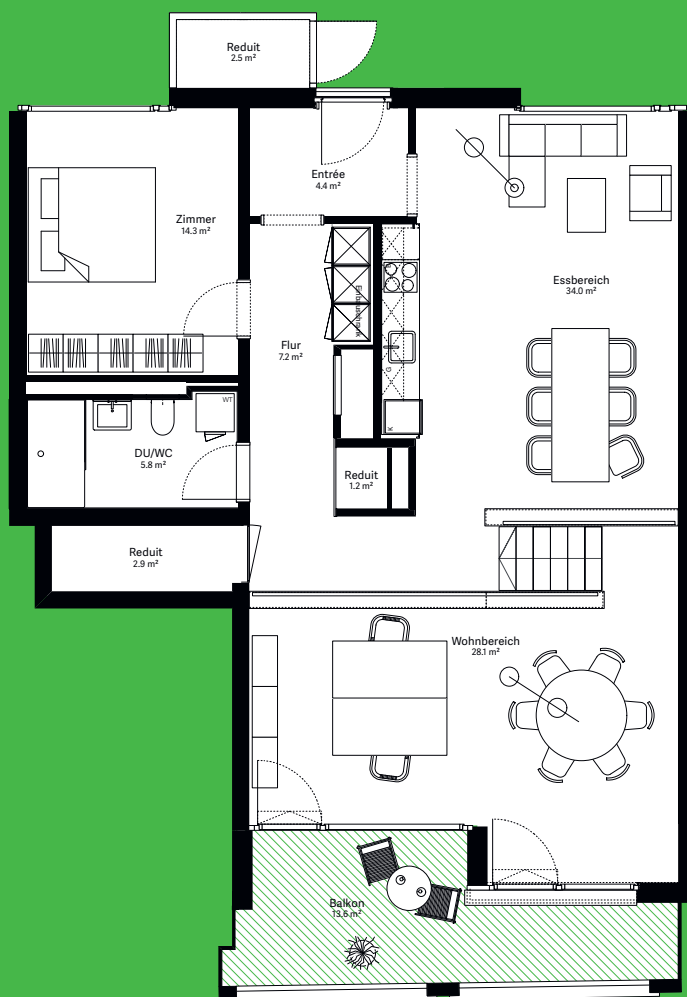 Reduit
2.5 m²
Entrée
4.4 m²
Zimmer
14.3 m²
Essbereich
34.0 m²
Einbauschrank
Flur
7.2 m²
G
WT
K
DU/WC
5.8 m²
Reduit
1.2 m²
Reduit
2.9 m²
Wohnbereich
28.1 m²
Balkon
13.6 m²